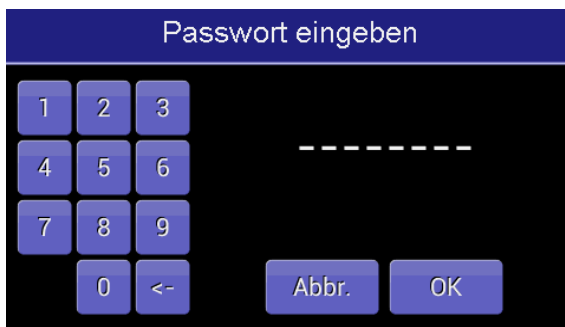 Passwort eingeben
1 2 3
4 5 6
--------
7 8 9
0 <-
Abbr. OK